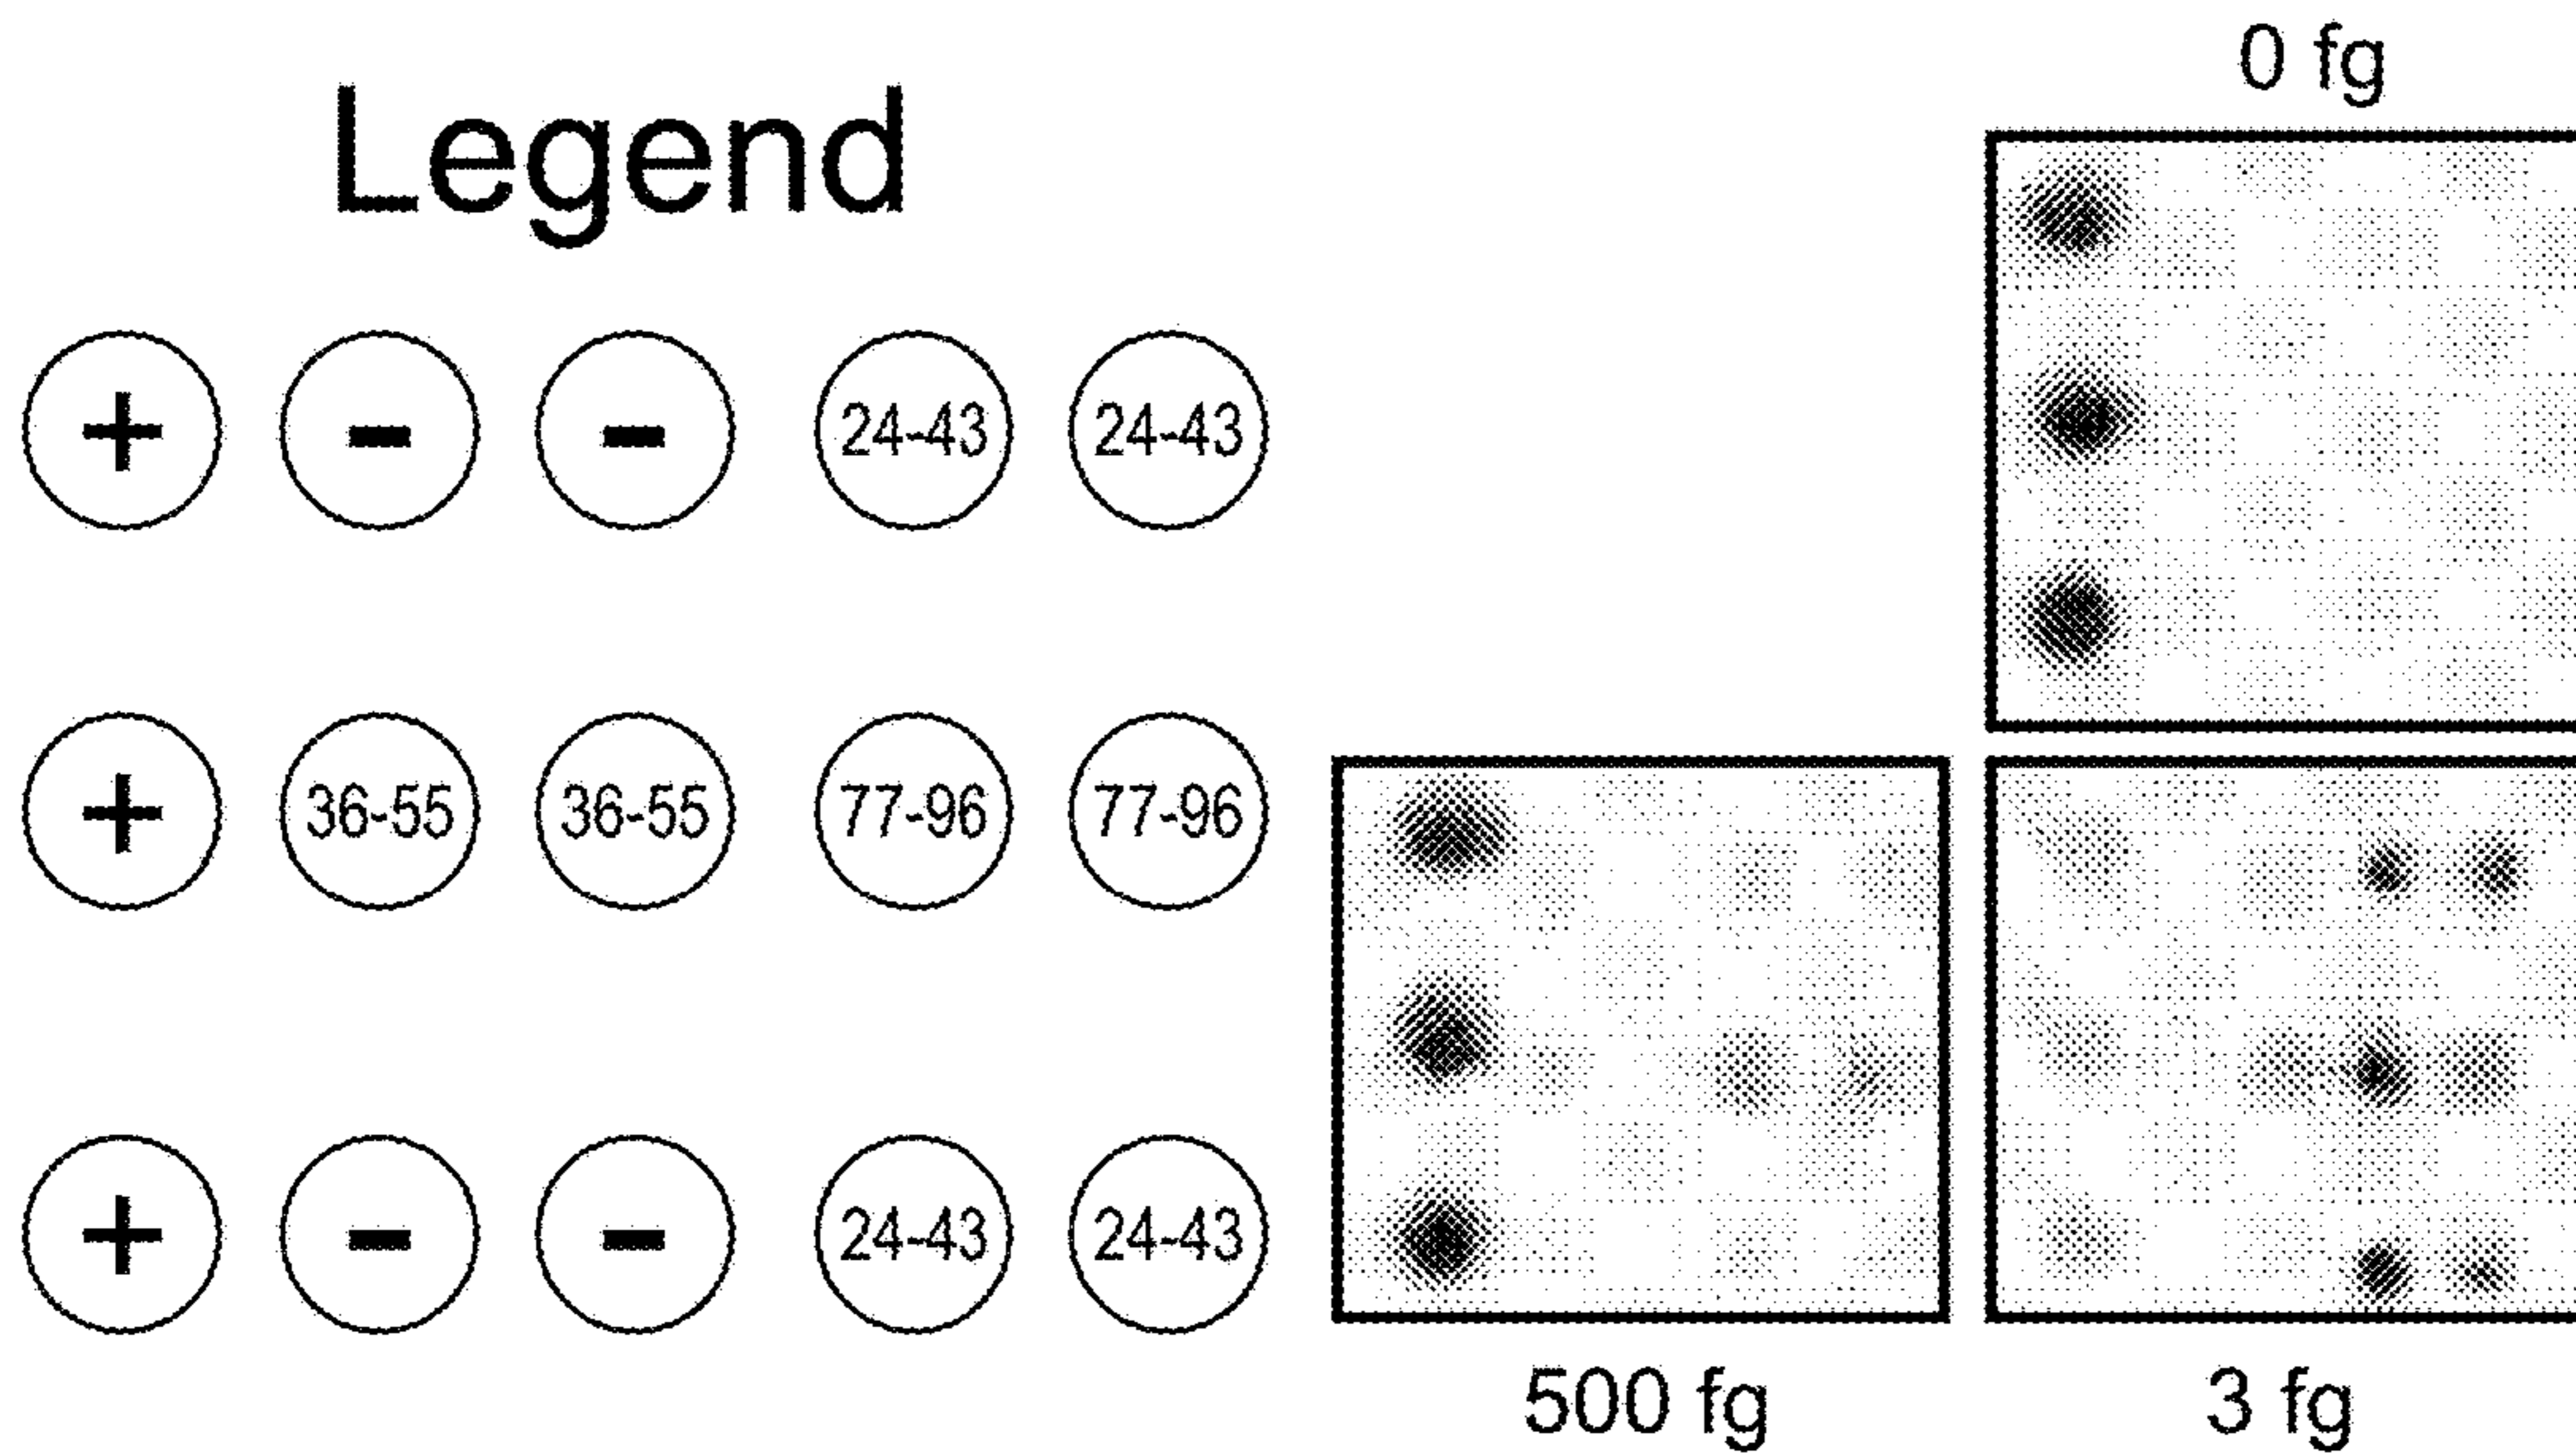 0 fg
Legend
+ - - 24-43 24-43
+ 36-55 36-55 77-96 77-96
+ - - 24-43 24-43
500 fg 3 fg